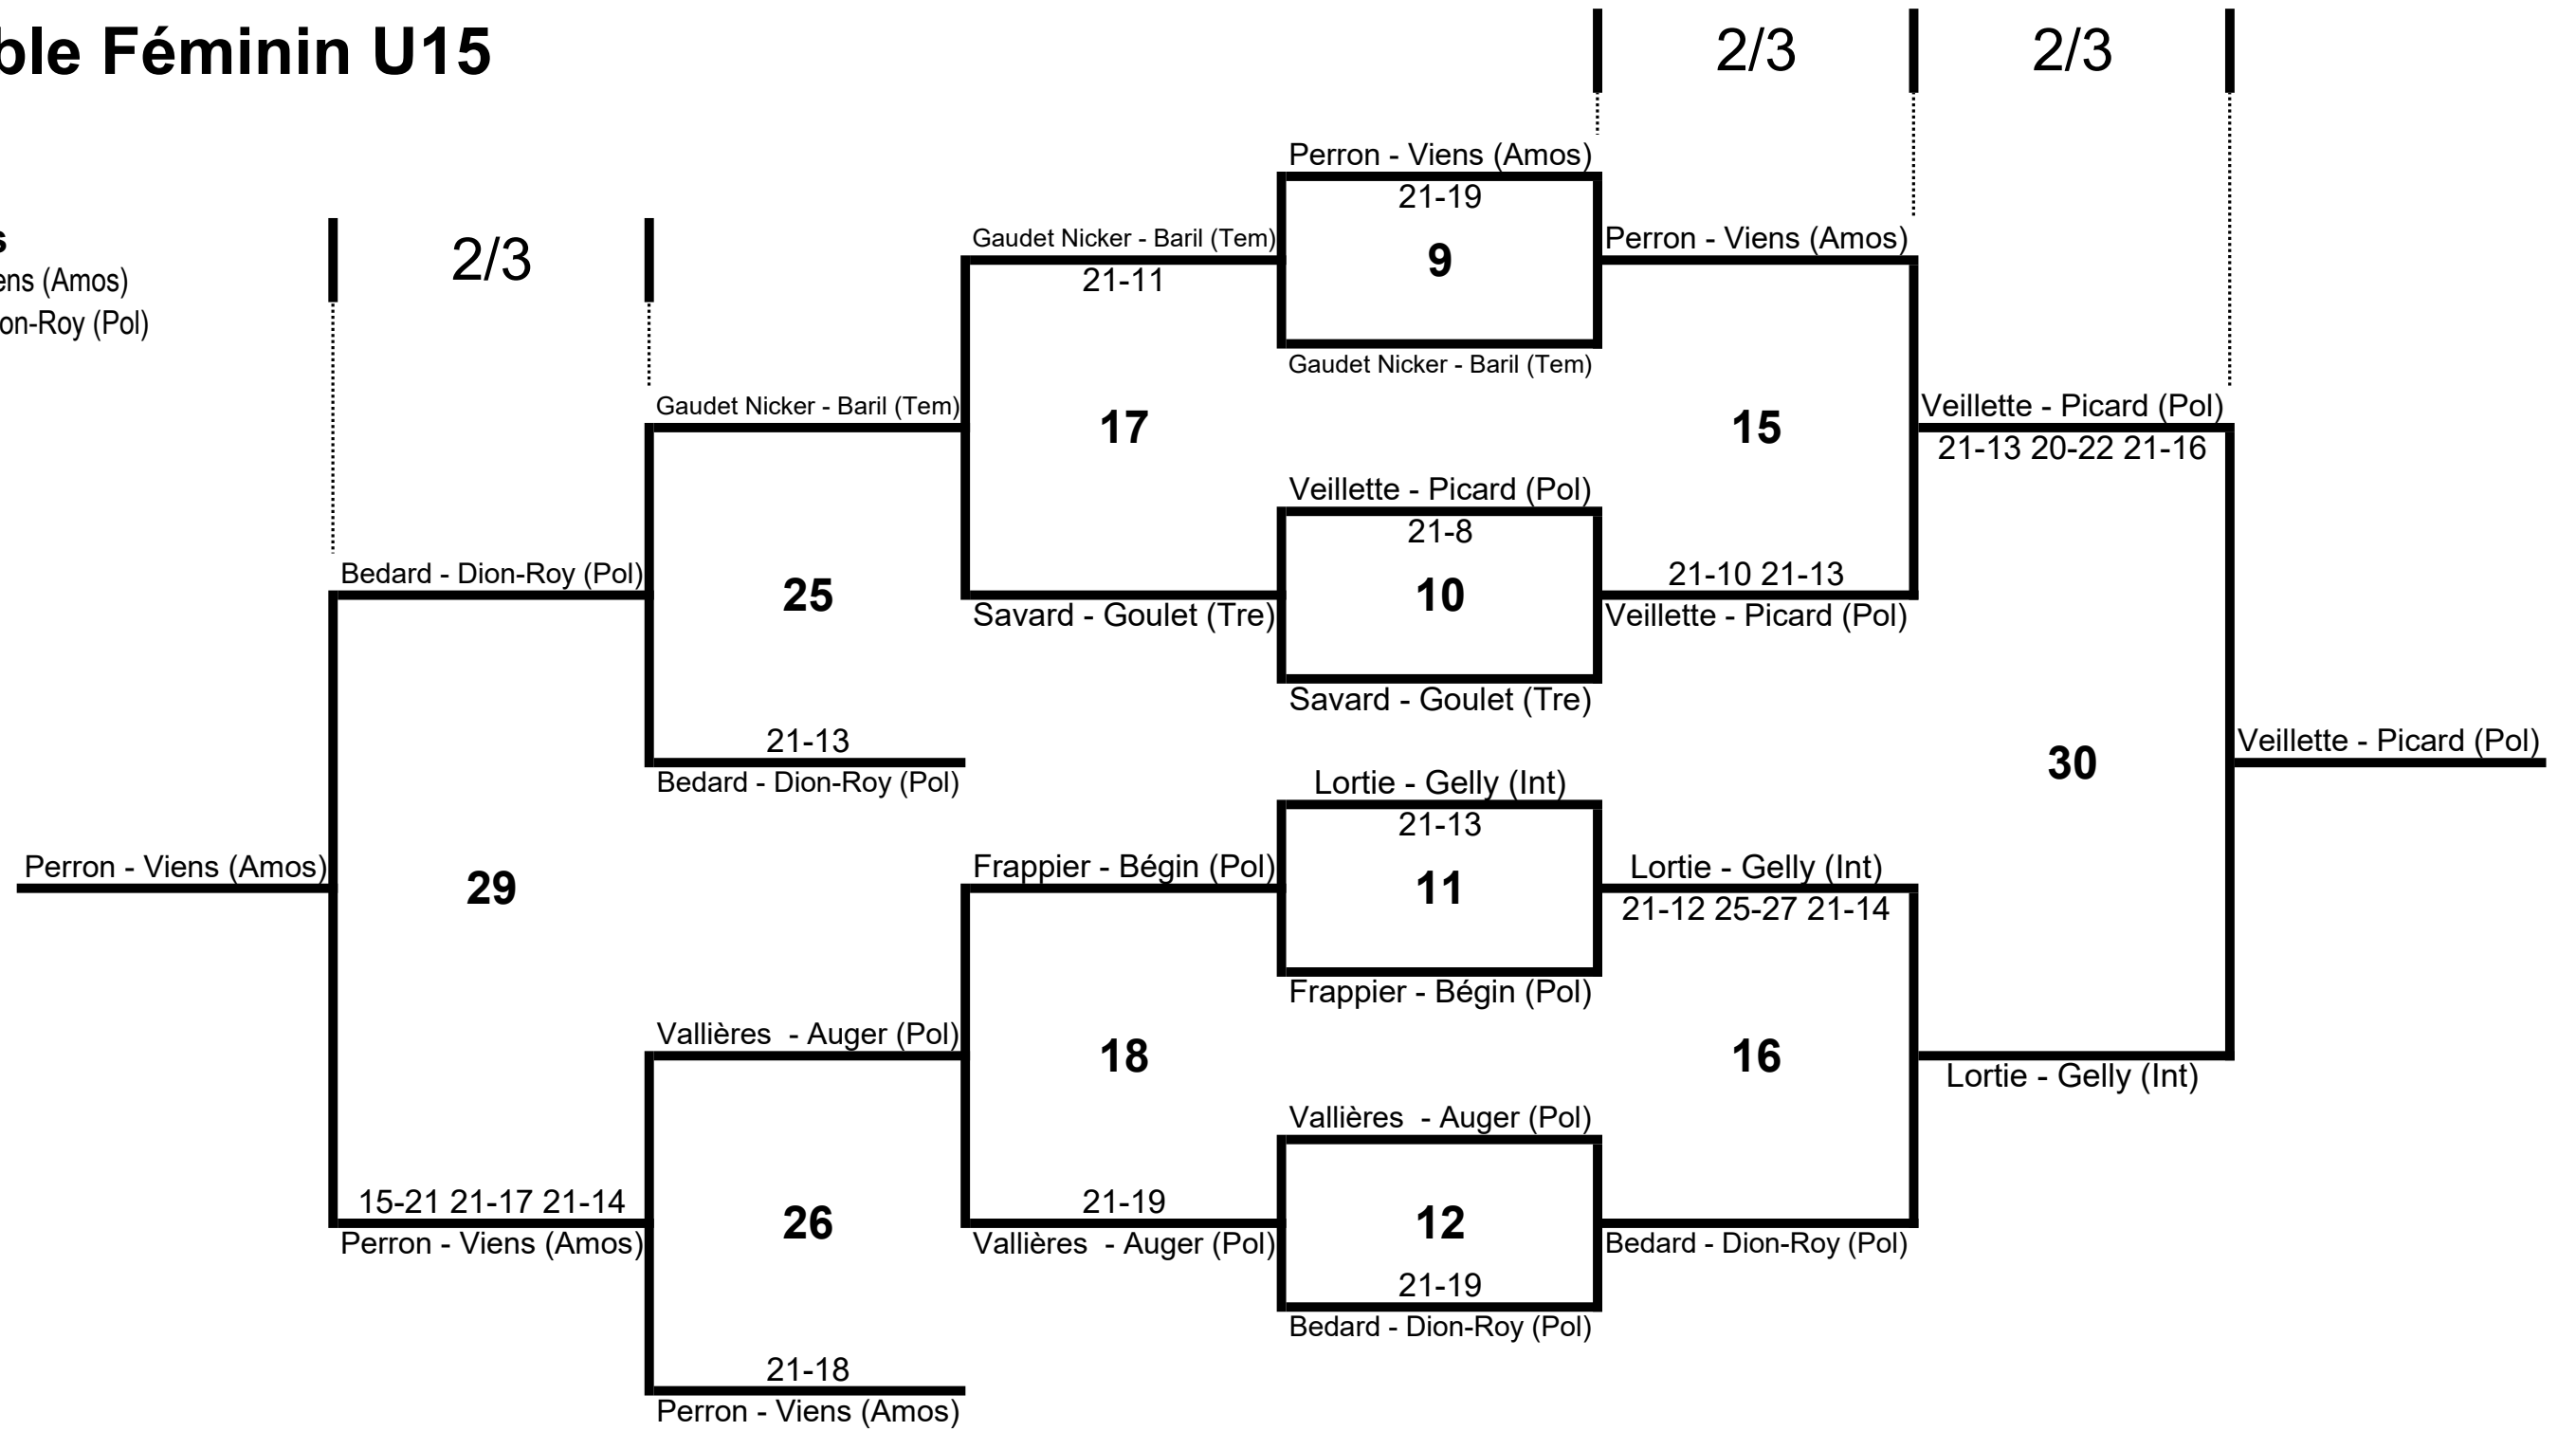 ble Féminin U15
2/3
2/3
Perron - Viens (Amos)
21-19
s
2/3
Gaudet Nicker - Baril (Tem)
9
Perron - Viens (Amos)
ens (Amos)
21-11
on-Roy (Pol)
Gaudet Nicker - Baril (Tem)
Gaudet Nicker - Baril (Tem)
17
15
Veillette - Picard (Pol)
21-13 20-22 21-16
Veillette - Picard (Pol)
21-8
Bedard - Dion-Roy (Pol)
25
10
21-10 21-13
Savard - Goulet (Tre)
Veillette - Picard (Pol)
Savard - Goulet (Tre)
21-13
30
Veillette - Picard (Pol)
Bedard - Dion-Roy (Pol)
Lortie - Gelly (Int)
21-13
Perron - Viens (Amos)
29
Frappier - Bégin (Pol)
11
Lortie - Gelly (Int)
21-12 25-27 21-14
Frappier - Bégin (Pol)
Vallières  - Auger (Pol)
18
16
Lortie - Gelly (Int)
Vallières  - Auger (Pol)
15-21 21-17 21-14
26
21-19
12
Perron - Viens (Amos)
Vallières  - Auger (Pol)
Bedard - Dion-Roy (Pol)
21-19
Bedard - Dion-Roy (Pol)
21-18
Perron - Viens (Amos)